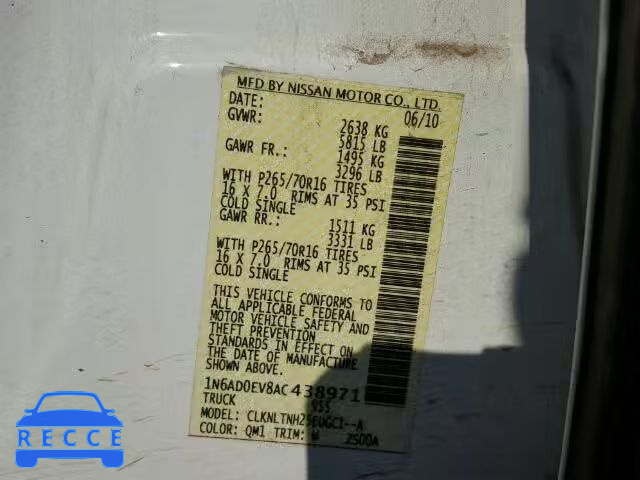 MFD BY NISSAN MOTOR CO., LTD.
DATE: 06/10
GVWR: 2638 KG
5815 LB
GAWR FR.: 1495 KG
3296 LB
WITH P265/70R16 TIRES
16 X 7.0 RIMS AT 35 PSI
COLD SINGLE
GAWR RR.: 1511 KG
3331 LB
WITH P265/70R16 TIRES
16 X 7.0 RIMS AT 35 PSI
COLD SINGLE
THIS VEHICLE CONFORMS TO
ALL APPLICABLE FEDERAL
MOTOR VEHICLE SAFETY AND
THEFT PREVENTION
STANDARDS IN EFFECT ON
THE DATE OF MANUFACTURE
SHOWN ABOVE.
1N6AD0EV8AC438971
TRUCK 955
MODEL: CLKNLTNH25EUGC1--A
COLOR: QM1 TRIM: W 2S00A
RECCE